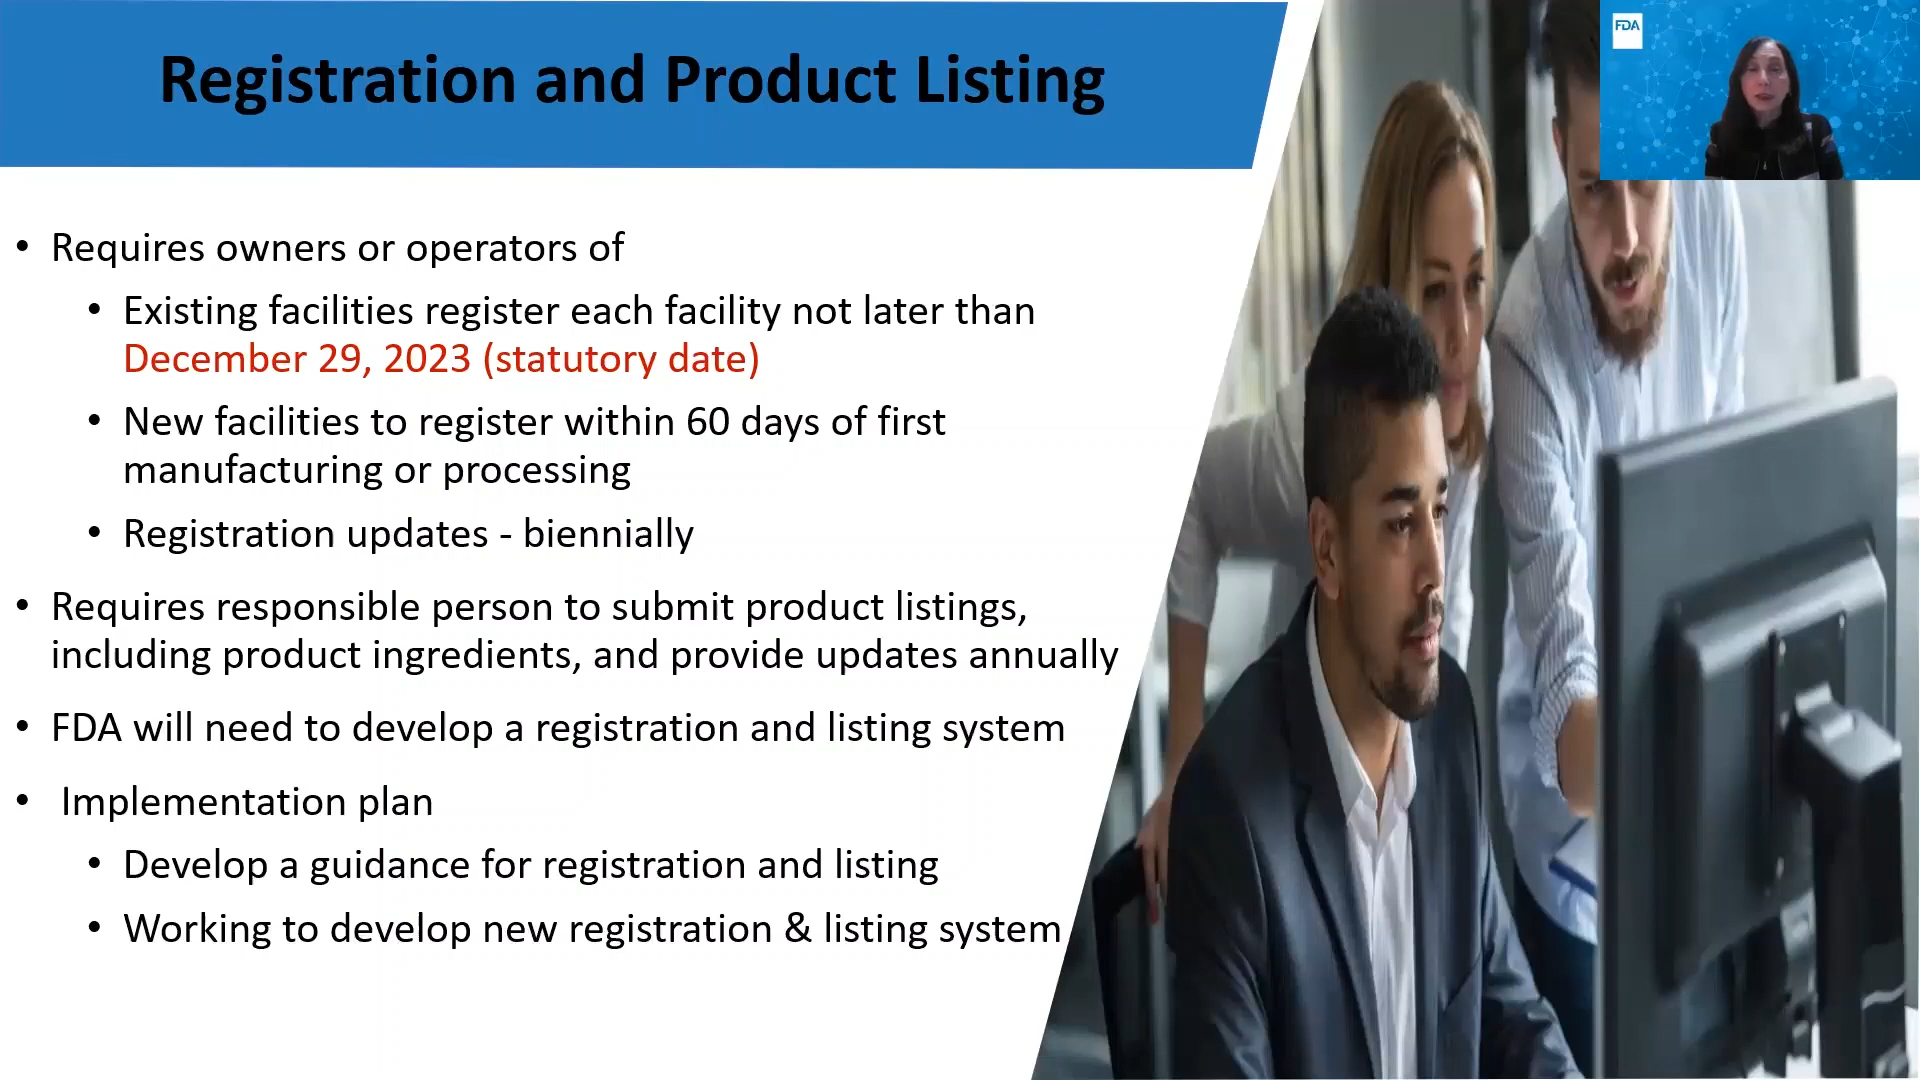 Registration and Product Listing
FDA
• Requires owners or operators of
• Existing facilities register each facility not later than
December 29, 2023 (statutory date)
• New facilities to register within 60 days of first
manufacturing or processing
• Registration updates - biennially
• Requires responsible person to submit product listings,
including product ingredients, and provide updates annually
• FDA will need to develop a registration and listing system
• Implementation plan
• Develop a guidance for registration and listing
• Working to develop new registration & listing system